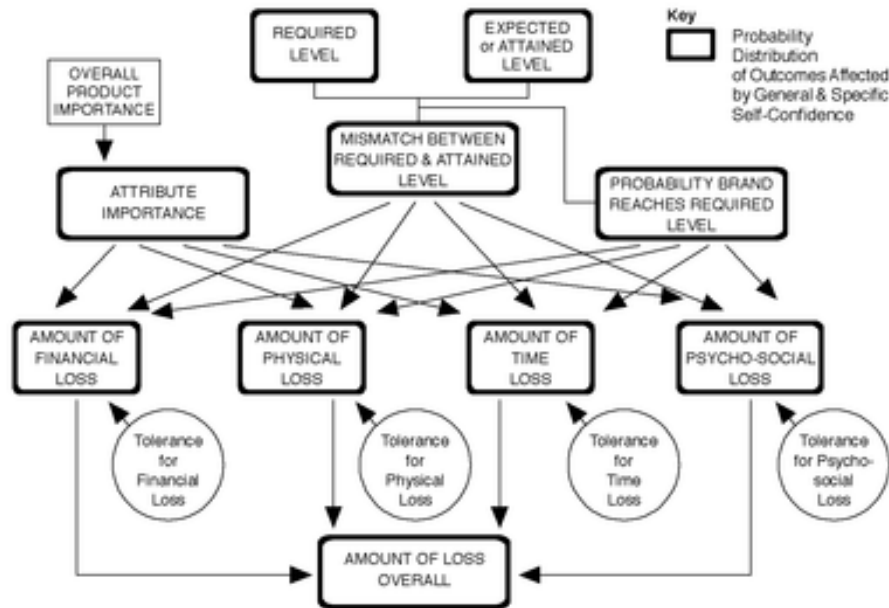 REQUIRED
LEVEL
EXPECTED
or ATTAINED
LEVEL
Key
Probability
Distribution
of Outcomes Affected
by General & Specific
Self-Confidence
OVERALL
PRODUCT
IMPORTANCE
MISMATCH BETWEEN
REQUIRED & ATTAINED
LEVEL
ATTRIBUTE
IMPORTANCE
PROBABILITY BRAND
REACHES REQUIRED
LEVEL
AMOUNT OF
FINANCIAL
LOSS
AMOUNT OF
PHYSICAL
LOSS
AMOUNT OF
TIME
LOSS
AMOUNT OF
PSYCHO-SOCIAL
LOSS
Tolerance
for
Financial
Loss
Tolerance
for
Physical
Loss
Tolerance
for
Time
Loss
Tolerance
for Psycho-
social
Loss
AMOUNT OF LOSS
OVERALL